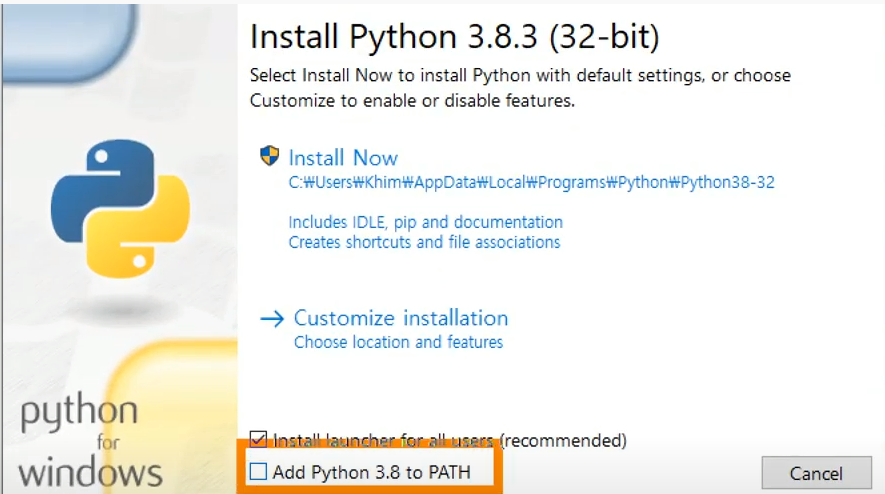 Install Python 3.8.3 (32-bit)
Select Install Now to install Python with default settings, or choose
Customize to enable or disable features.
Install Now
C:₩Users₩Khim₩AppData₩Local₩Programs₩Python₩Python38-32
Includes IDLE, pip and documentation
Creates shortcuts and file associations
Customize installation
Choose location and features
Install launcher for all users (recommended)
Add Python 3.8 to PATH
Cancel
python
for
windows